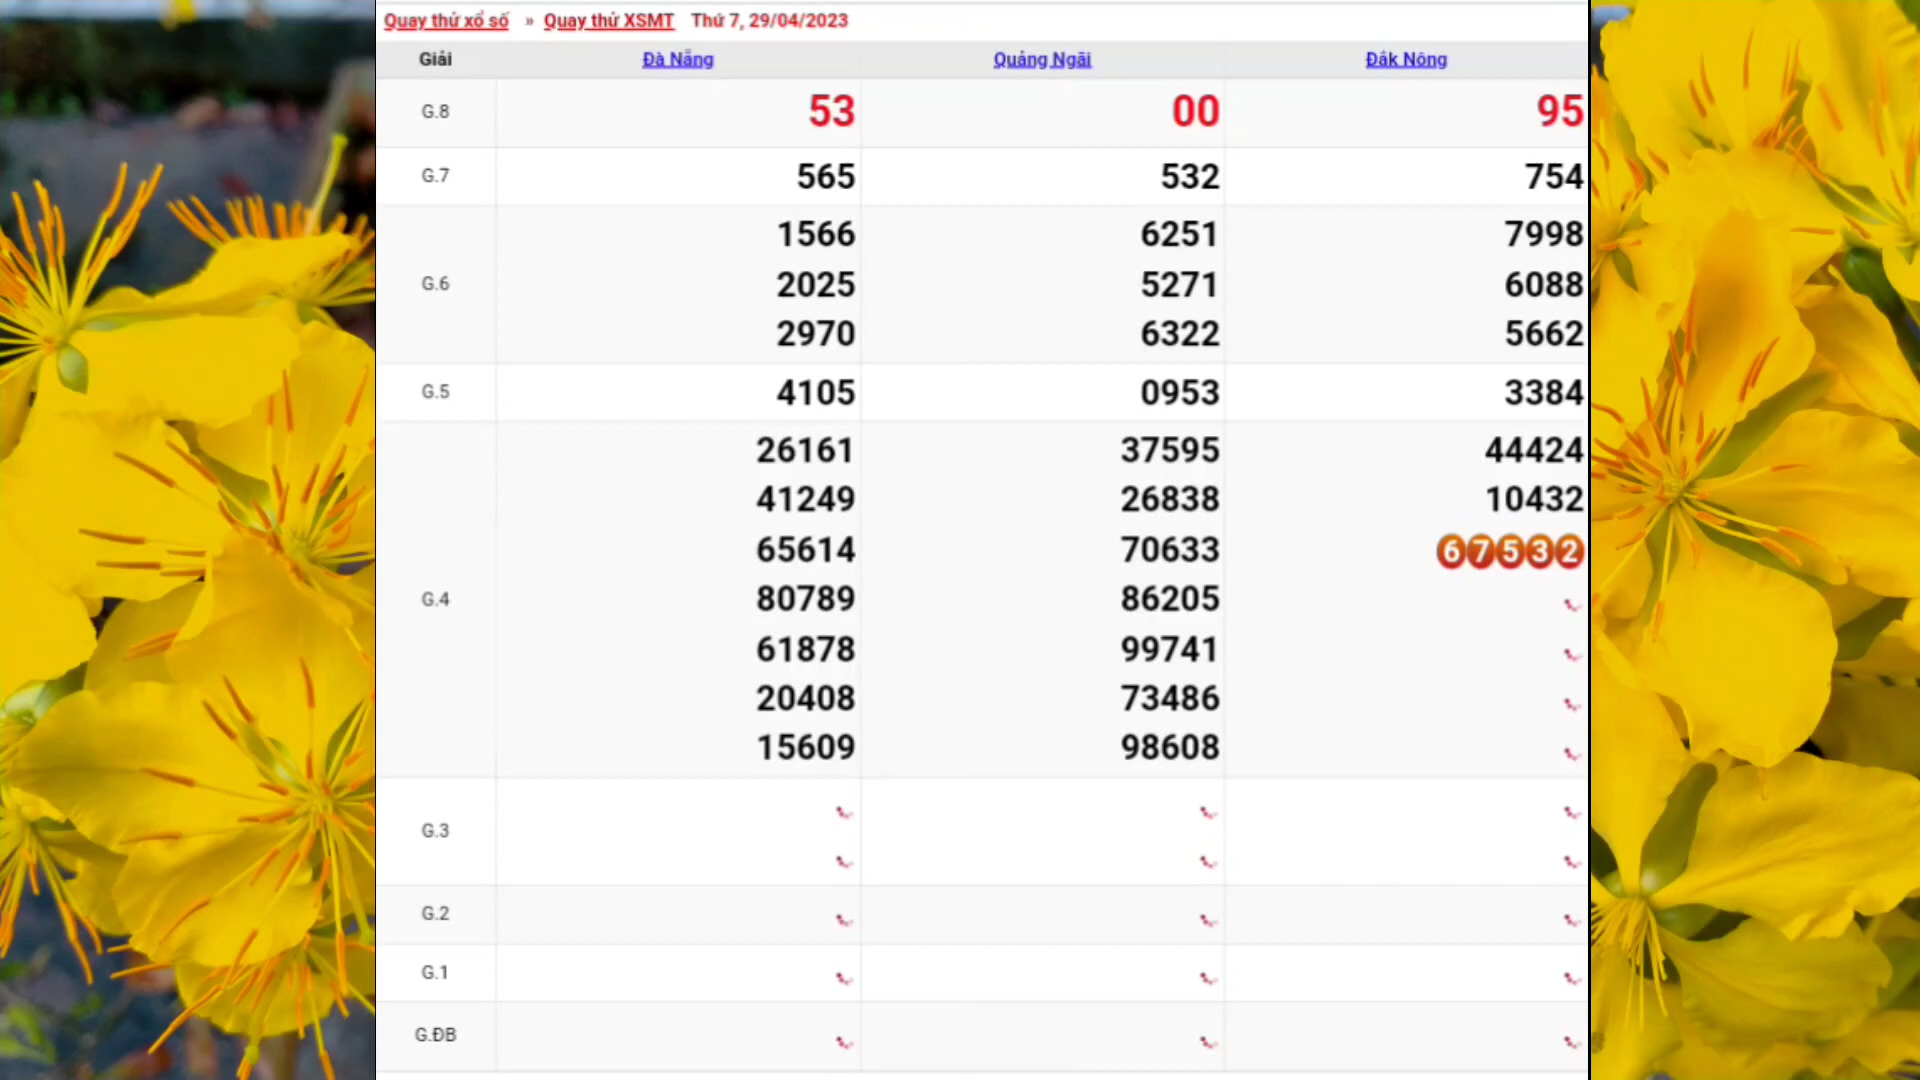 Quay thử xổ số » Quay thử XSMT Thứ 7, 29/04/2023
Giải Đà Nẵng Quảng Ngãi Đắk Nông
G.8 53 00 95
G.7 565 532 754
1566 6251 7998
G.6 2025 5271 6088
2970 6322 5662
G.5 4105 0953 3384
26161 37595 44424
41249 26838 10432
65614 70633 67532
G.4 80789 86205
61878 99741
20408 73486
15609 98608
G.3
G.2
G.1
G.ĐB